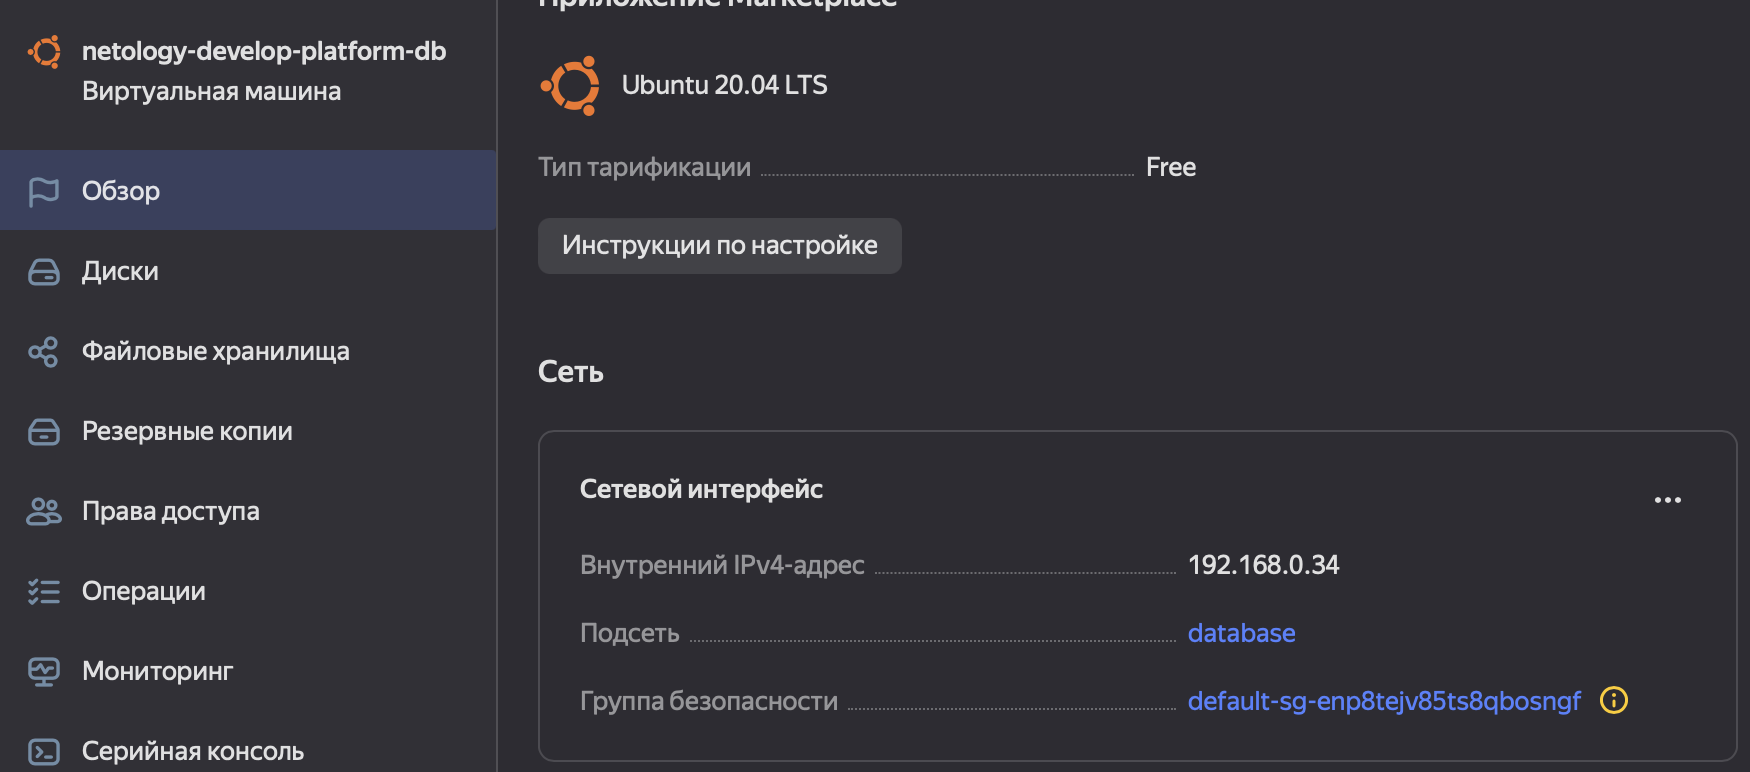 netology-develop-platform-db
Виртуальная машина
Обзор
Диски
Файловые хранилища
Резервные копии
Права доступа
Операции
Мониторинг
Серийная консоль
Приложение Marketplace
Ubuntu 20.04 LTS
Тип тарификации Free
Инструкции по настройке
Сеть
Сетевой интерфейс
Внутренний IPv4-адрес 192.168.0.34
Подсеть database
Группа безопасности default-sg-enp8tejv85ts8qbosngf